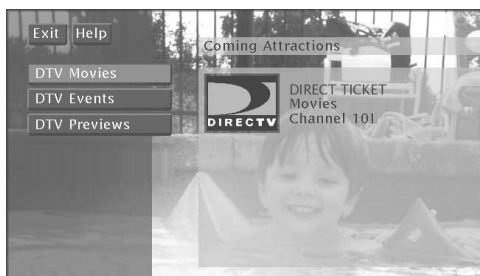 Exit Help
Coming Attractions
DTV Movies
DTV Events
DTV Previews
DIRECTV
DIRECT TICKET
Movies
Channel 101